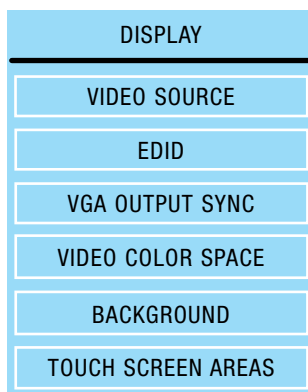 DISPLAY
VIDEO SOURCE
EDID
VGA OUTPUT SYNC
VIDEO COLOR SPACE
BACKGROUND
TOUCH SCREEN AREAS